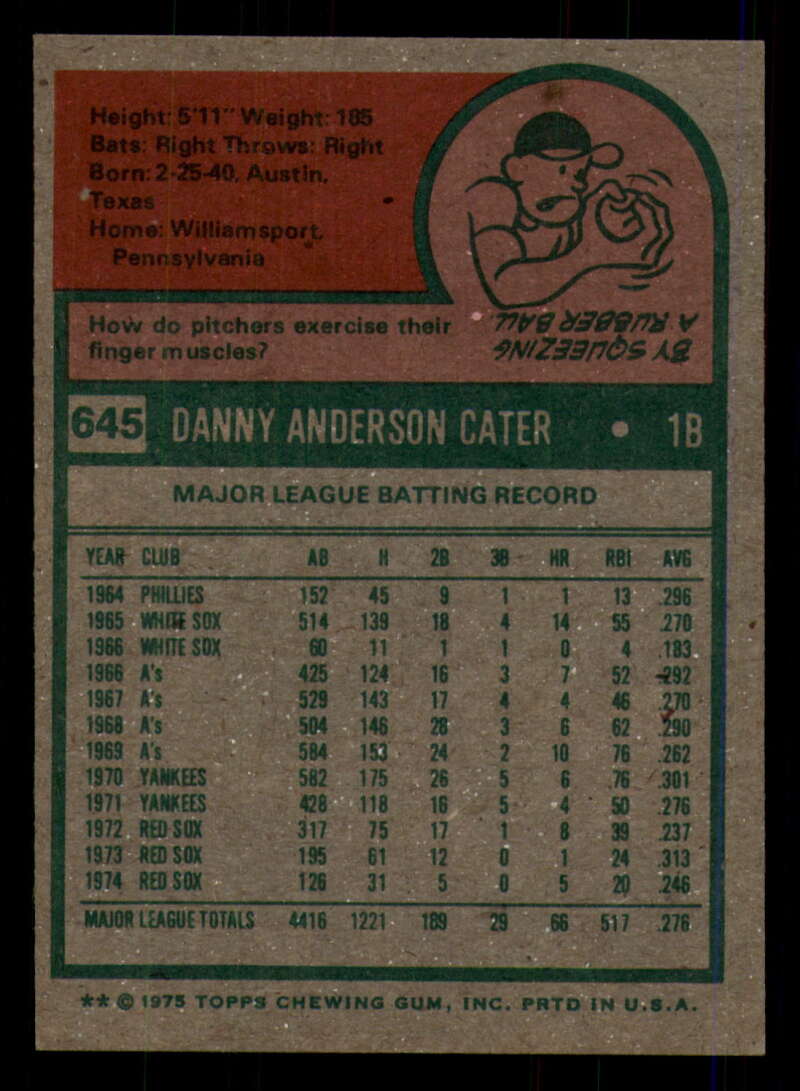 Height: 5'11" Weight: 185
Bats: Right Throws: Right
Born: 2-25-40, Austin,
Texas
Home: Williamsport,
Pennsylvania
How do pitchers exercise their
finger muscles?
BY SQUEEZING
A RUBBER BALL.
645 DANNY ANDERSON CATER • 1B
MAJOR LEAGUE BATTING RECORD
YEAR CLUB AB H 2B 3B HR RBI AVG
1964 PHILLIES 152 45 9 1 1 13 .296
1965 WHITE SOX 514 139 18 4 14 55 .270
1966 WHITE SOX 60 11 1 1 0 4 .183
1966 A's 425 124 16 3 7 52 .292
1967 A's 529 143 17 4 4 46 .270
1968 A's 504 146 28 3 6 62 .290
1969 A's 584 153 24 2 10 76 .262
1970 YANKEES 582 175 26 5 6 76 .301
1971 YANKEES 428 118 16 5 4 50 .276
1972 RED SOX 317 75 17 1 8 39 .237
1973 RED SOX 195 61 12 0 1 24 .313
1974 RED SOX 126 31 5 0 5 20 .246
MAJOR LEAGUE TOTALS 4416 1221 189 29 66 517 .276
** © 1975 TOPPS CHEWING GUM, INC. PRTD IN U.S.A.